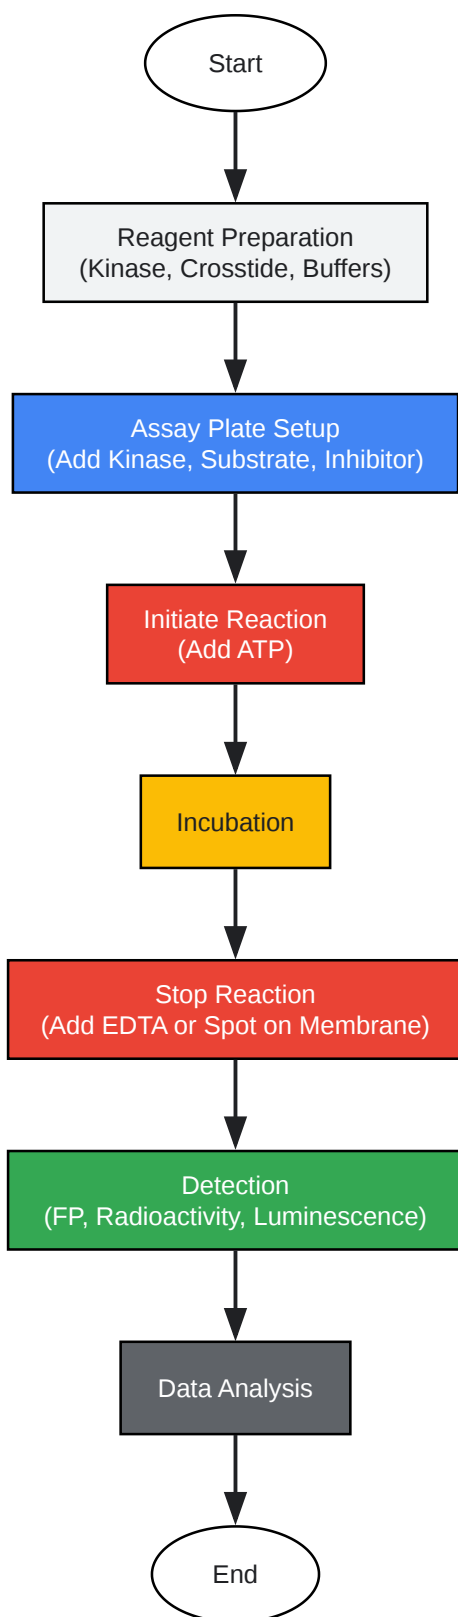 Start
Reagent Preparation
(Kinase, Crosstide, Buffers)
Assay Plate Setup
(Add Kinase, Substrate, Inhibitor)
Initiate Reaction
(Add ATP)
Incubation
Stop Reaction
(Add EDTA or Spot on Membrane)
Detection
(FP, Radioactivity, Luminescence)
Data Analysis
End